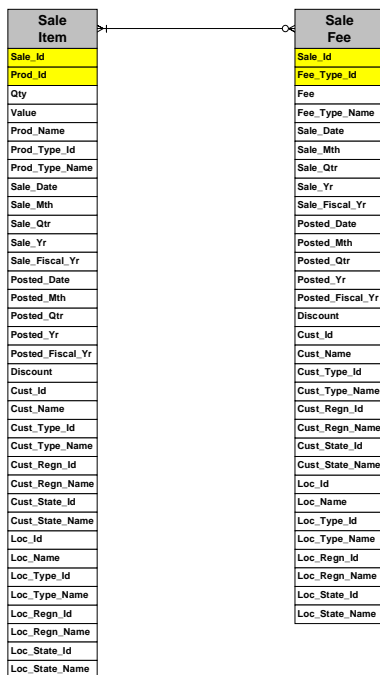 Sale
Item
Sale_Id
Prod_Id
Qty
Value
Prod_Name
Prod_Type_Id
Prod_Type_Name
Sale_Date
Sale_Mth
Sale_Qtr
Sale_Yr
Sale_Fiscal_Yr
Posted_Date
Posted_Mth
Posted_Qtr
Posted_Yr
Posted_Fiscal_Yr
Discount
Cust_Id
Cust_Name
Cust_Type_Id
Cust_Type_Name
Cust_Regn_Id
Cust_Regn_Name
Cust_State_Id
Cust_State_Name
Loc_Id
Loc_Name
Loc_Type_Id
Loc_Type_Name
Loc_Regn_Id
Loc_Regn_Name
Loc_State_Id
Loc_State_Name
Sale
Fee
Sale_Id
Fee_Type_Id
Fee
Fee_Type_Name
Sale_Date
Sale_Mth
Sale_Qtr
Sale_Yr
Sale_Fiscal_Yr
Posted_Date
Posted_Mth
Posted_Qtr
Posted_Yr
Posted_Fiscal_Yr
Discount
Cust_Id
Cust_Name
Cust_Type_Id
Cust_Type_Name
Cust_Regn_Id
Cust_Regn_Name
Cust_State_Id
Cust_State_Name
Loc_Id
Loc_Name
Loc_Type_Id
Loc_Type_Name
Loc_Regn_Id
Loc_Regn_Name
Loc_State_Id
Loc_State_Name